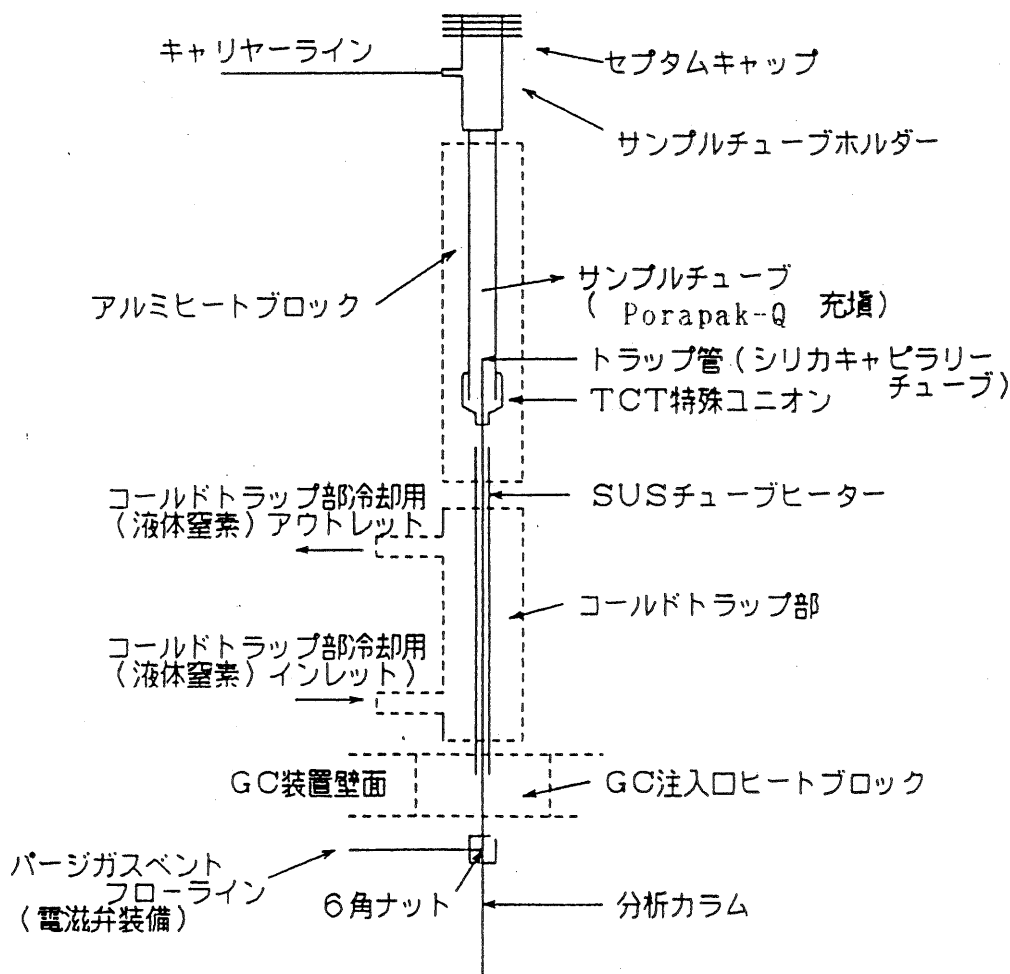 キャリヤーライン
セプタムキャップ
サンプルチューブホルダー
アルミヒートブロック
サンプルチューブ
( Porapak-Q 充塡)
トラップ管(シリカキャピラリー
チューブ)
TCT特殊ユニオン
コールドトラップ部冷却用
(液体窒素)アウトレット
SUSチューブヒーター
コールドトラップ部
コールドトラップ部冷却用
(液体窒素)インレット)
GC装置壁面
GC注入口ヒートブロック
パージガスベント
フローライン
(電磁弁装備)
6角ナット
分析カラム